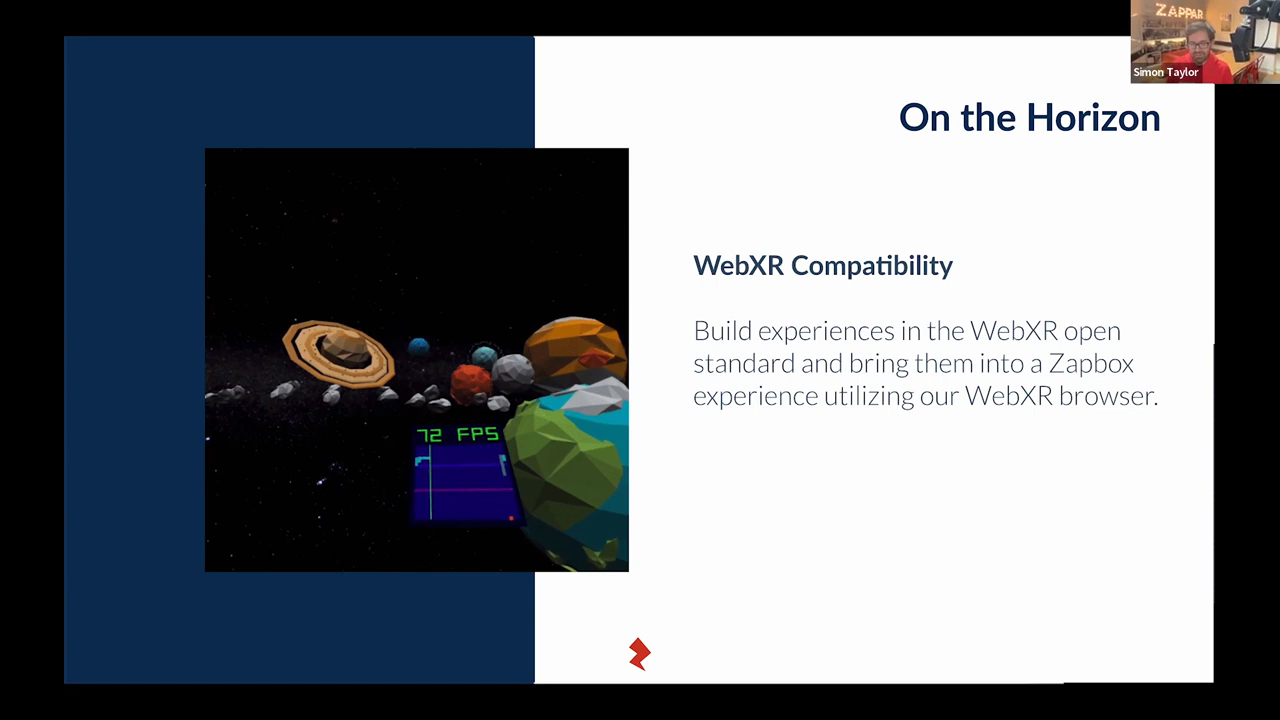 ZAPPAR
Simon Taylor
On the Horizon
WebXR Compatibility
Build experiences in the WebXR open
standard and bring them into a Zapbox
experience utilizing our WebXR browser.
72 FPS